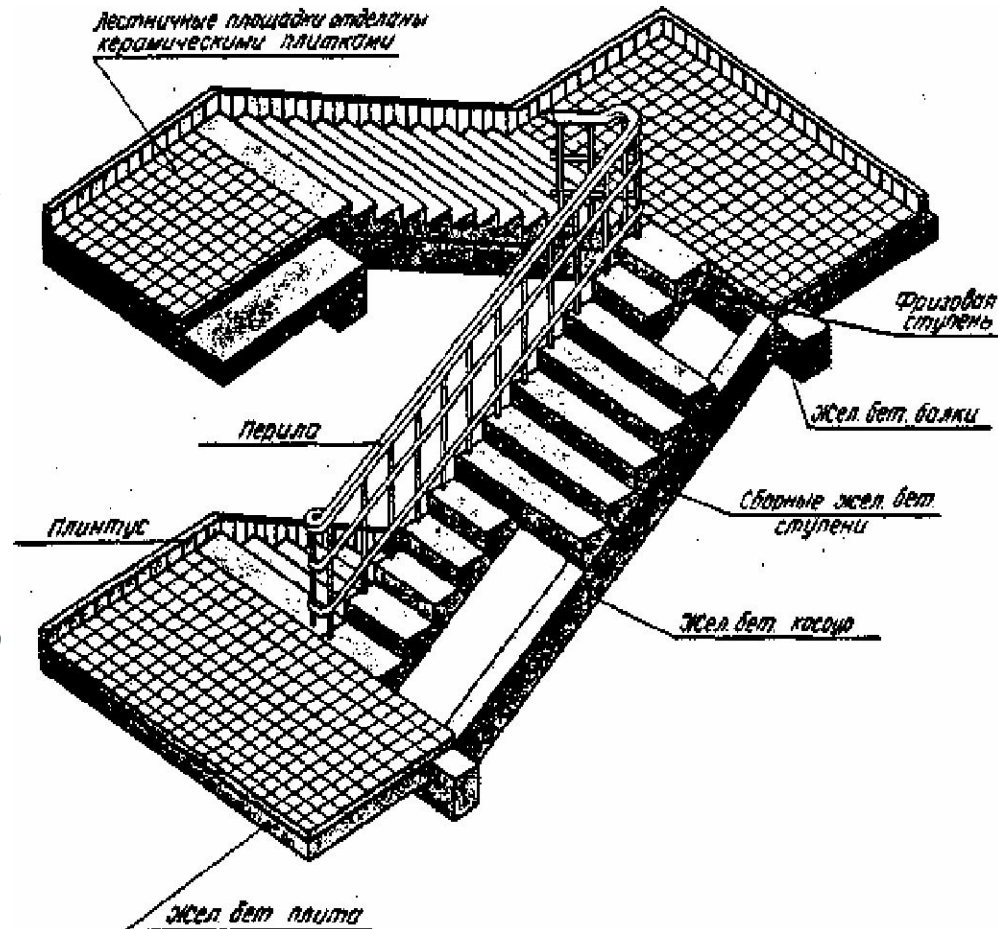 Лестничные площадки отделаны
керамическими плитками
Фризовая
ступень
Жел. бет. балки
Перила
Сборные жел. бет.
ступени
Плинтус
Жел. бет. косоур
Жел. бет плита